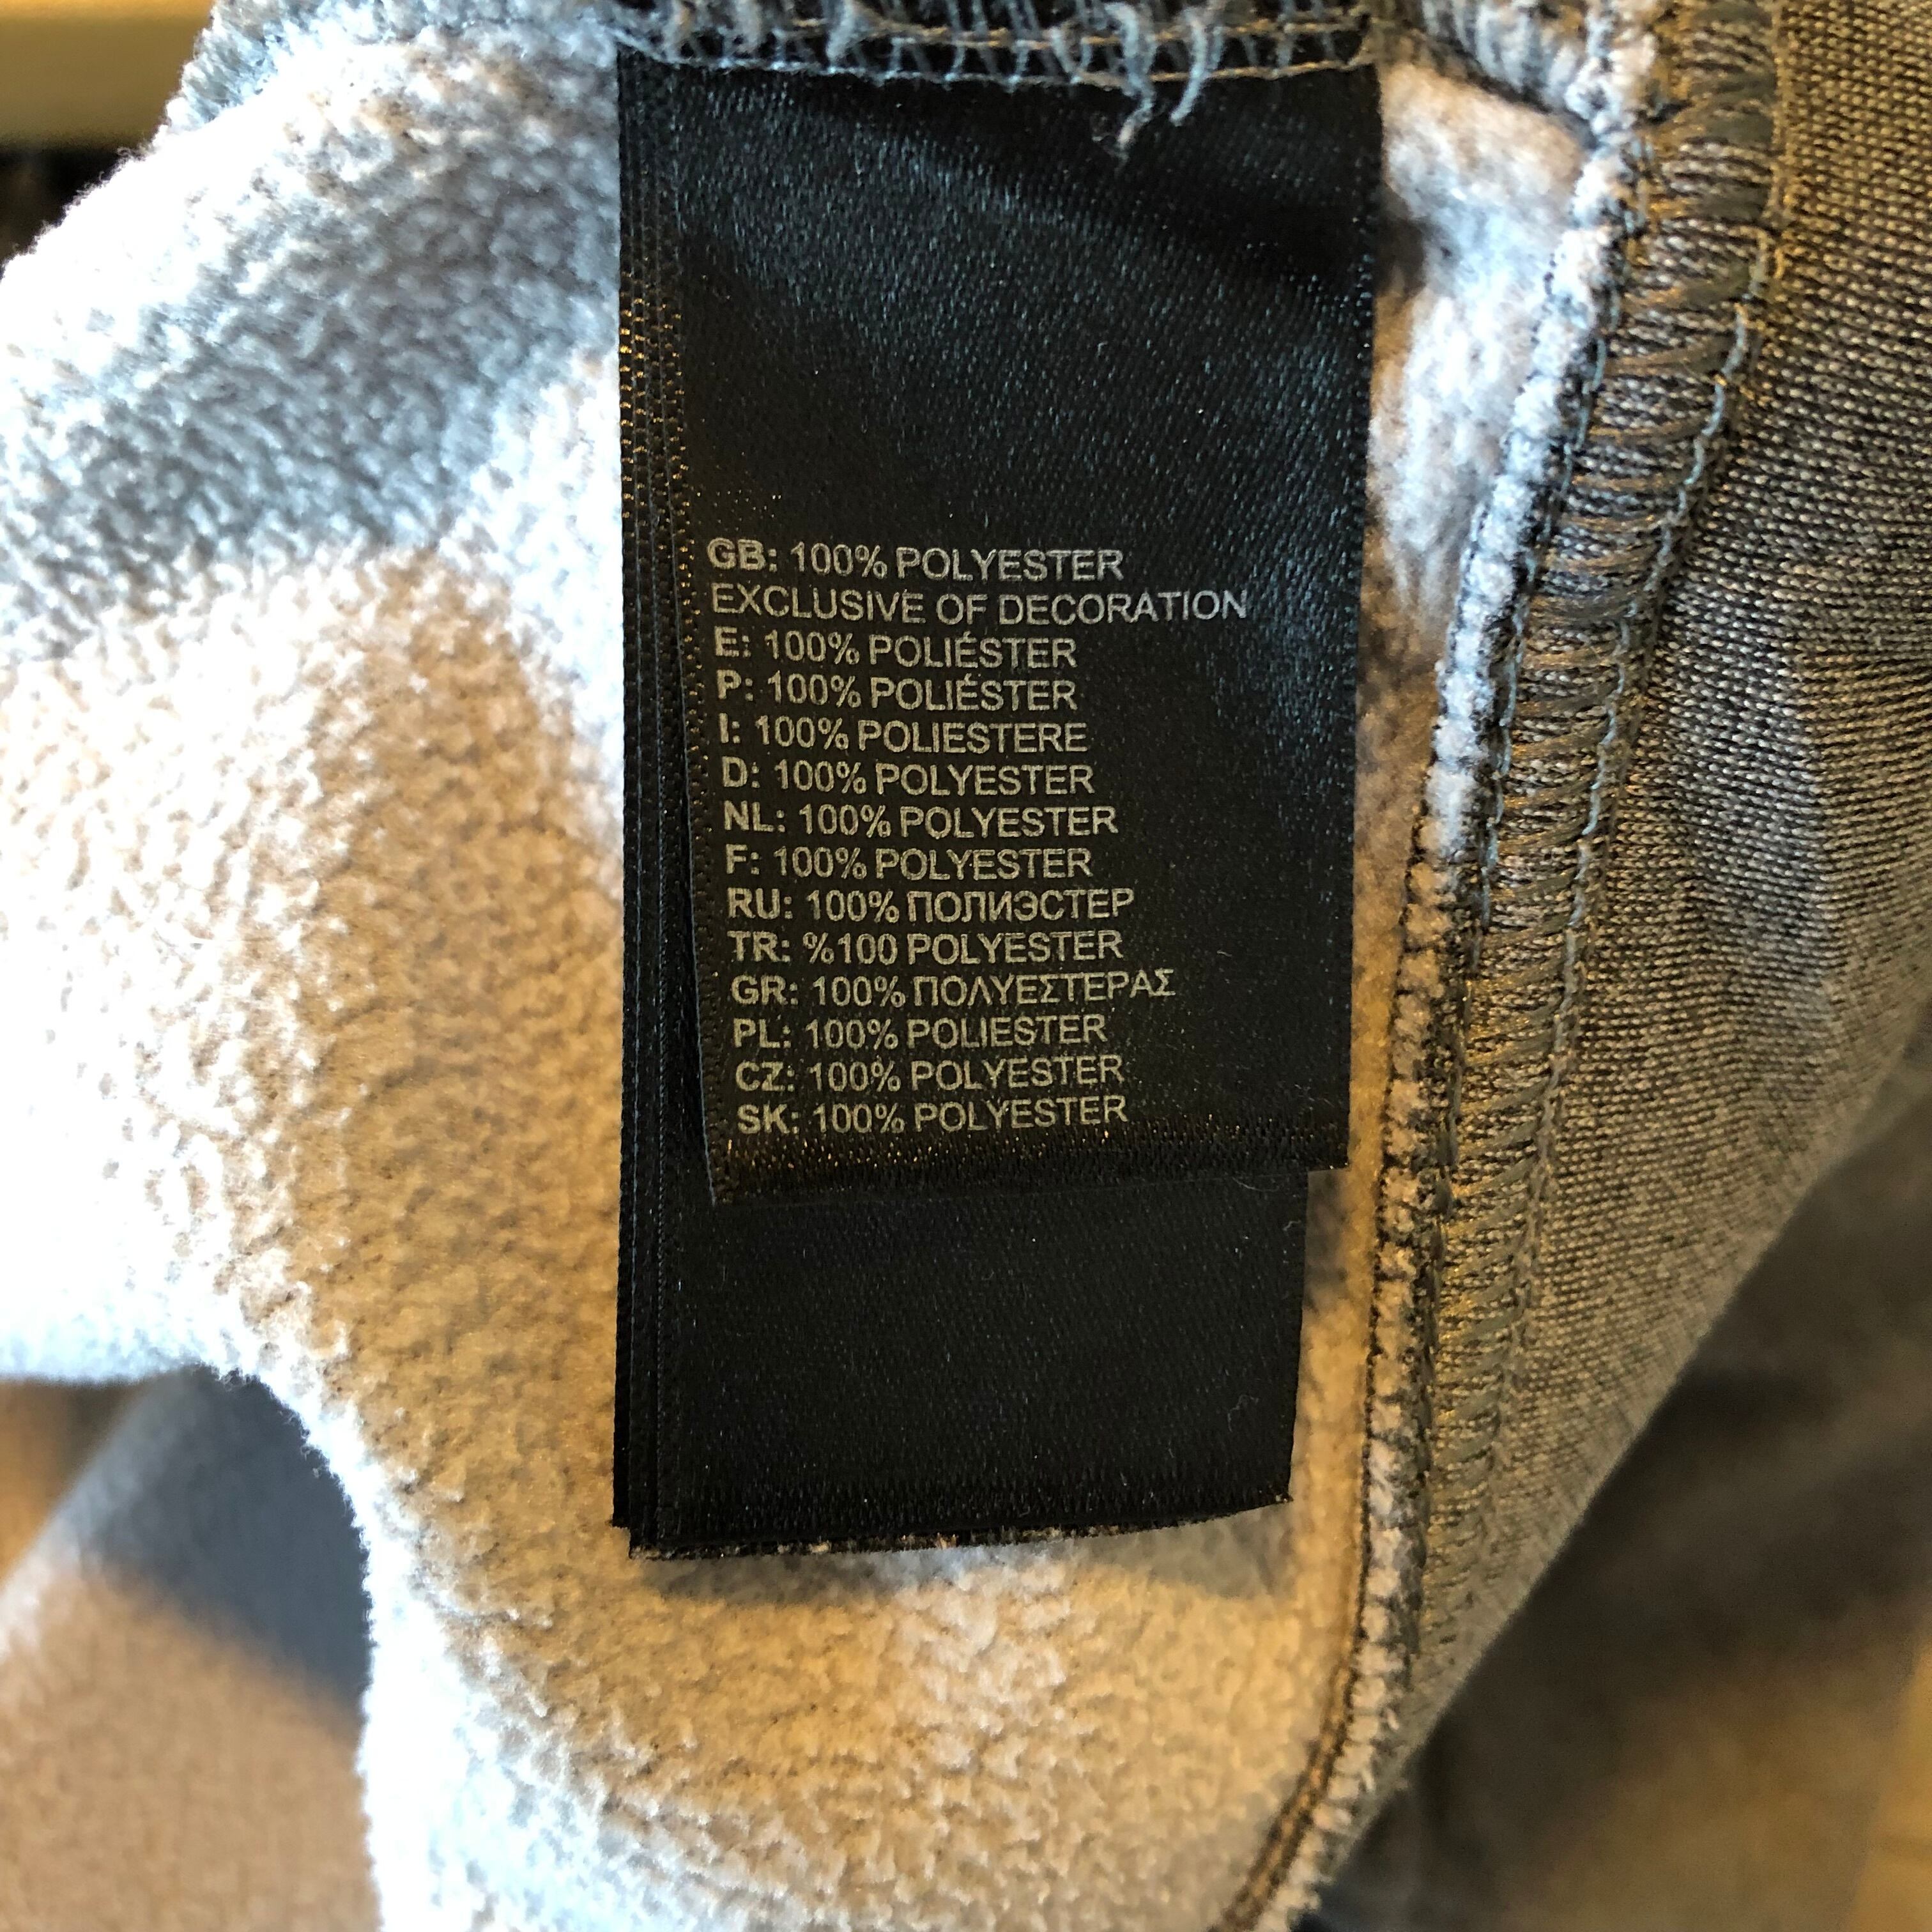 GB: 100% POLYESTER
EXCLUSIVE OF DECORATION
E: 100% POLIÉSTER
P: 100% POLIÉSTER
I: 100% POLIESTERE
D: 100% POLYESTER
NL: 100% POLYESTER
F: 100% POLYESTER
RU: 100% ПОЛИЭСТЕР
TR: %100 POLYESTER
GR: 100% ΠΟΛΥΕΣΤΕΡΑΣ
PL: 100% POLIESTER
CZ: 100% POLYESTER
SK: 100% POLYESTER